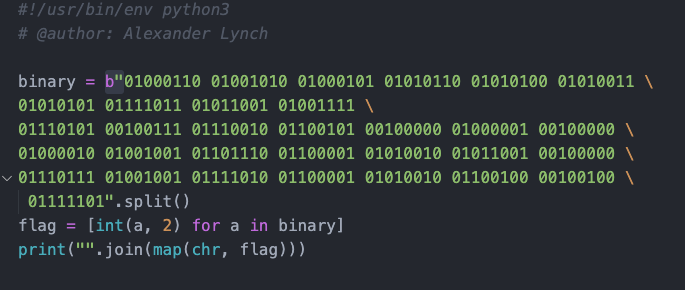 #!/usr/bin/env python3
# @author: Alexander Lynch
binary = b"01000110 01001010 01000101 01010110 01010100 01010011 \
01010101 01111011 01011001 01001111 \
01110101 00100111 01110010 01100101 00100000 01000001 00100000 \
01000010 01001001 01101110 01100001 01010010 01011001 00100000 \
01110111 01001001 01111010 01100001 01010010 01100100 00100100 \
01111101".split()
flag = [int(a, 2) for a in binary]
print("".join(map(chr, flag)))